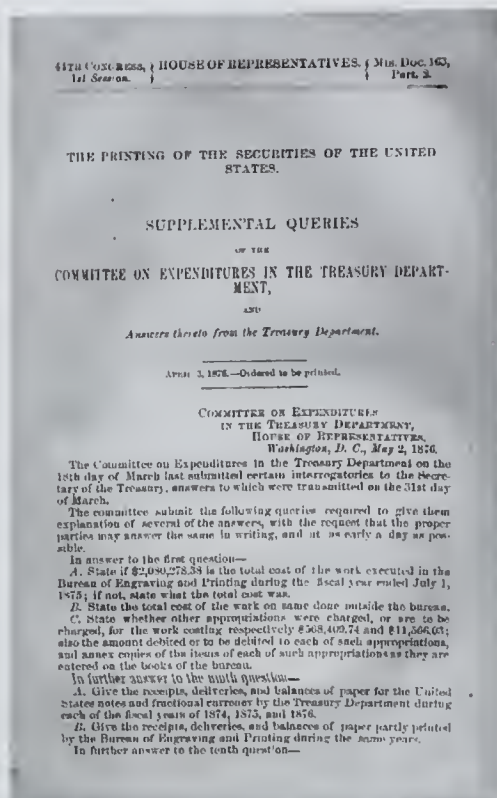 44TH CONGRESS, } HOUSE OF REPRESENTATIVES. { MIS. DOC. 163,
1st Session. } { Part. 2.
THE PRINTING OF THE SECURITIES OF THE UNITED
STATES.
SUPPLEMENTAL QUERIES
OF THE
COMMITTEE ON EXPENDITURES IN THE TREASURY DEPART-
MENT,
AND
Answers thereto from the Treasury Department.
APRIL 3, 1876.—Ordered to be printed.
COMMITTEE ON EXPENDITURES
IN THE TREASURY DEPARTMENT,
HOUSE OF REPRESENTATIVES,
Washington, D. C., May 2, 1876.
The Committee on Expenditures in the Treasury Department on the
18th day of March last submitted certain interrogatories to the Secre-
tary of the Treasury, answers to which were transmitted on the 31st day
of March.
The committee submit the following queries required to give them
explanation of several of the answers, with the request that the proper
parties may answer the same in writing, and at as early a day as pos-
sible.
In answer to the first question—
A. State if $2,080,278.38 is the total cost of the work executed in the
Bureau of Engraving and Printing during the fiscal year ended July 1,
1875; if not, state what the total cost was.
B. State the total cost of the work on same done outside the bureau.
C. State whether other appropriations were charged, or are to be
charged, for the work costing respectively $568,409.74 and $11,566.03;
also the amount debited or to be debited to each of such appropriations,
and annex copies of the items of each of such appropriations as they are
entered on the books of the bureau.
In further answer to the ninth question—
A. Give the receipts, deliveries, and balances of paper for the United
States notes and fractional currency by the Treasury Department during
each of the fiscal years of 1874, 1875, and 1876.
B. Give the receipts, deliveries, and balances of paper partly printed
by the Bureau of Engraving and Printing during the same years.
In further answer to the tenth question—